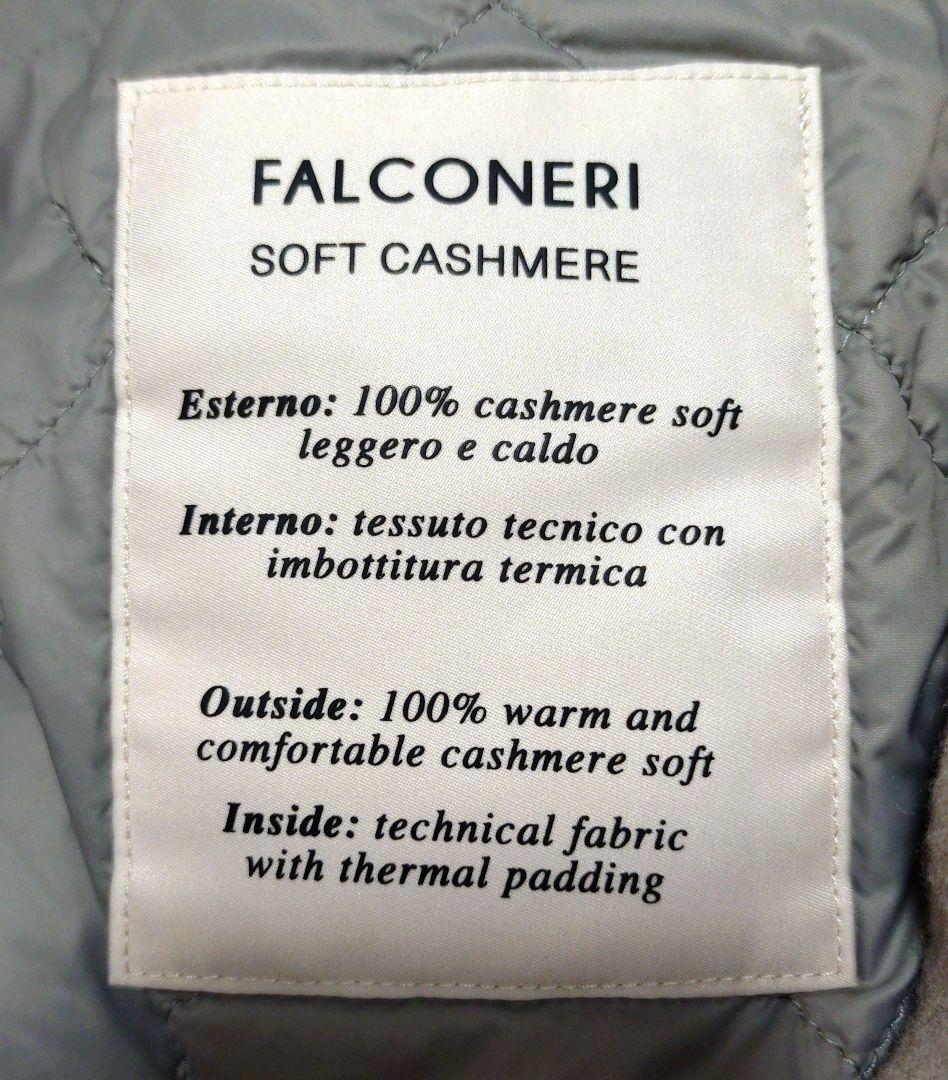 FALCONERI
SOFT CASHMERE
Esterno: 100% cashmere soft
leggero e caldo
Interno: tessuto tecnico con
imbottitura termica
Outside: 100% warm and
comfortable cashmere soft
Inside: technical fabric
with thermal padding